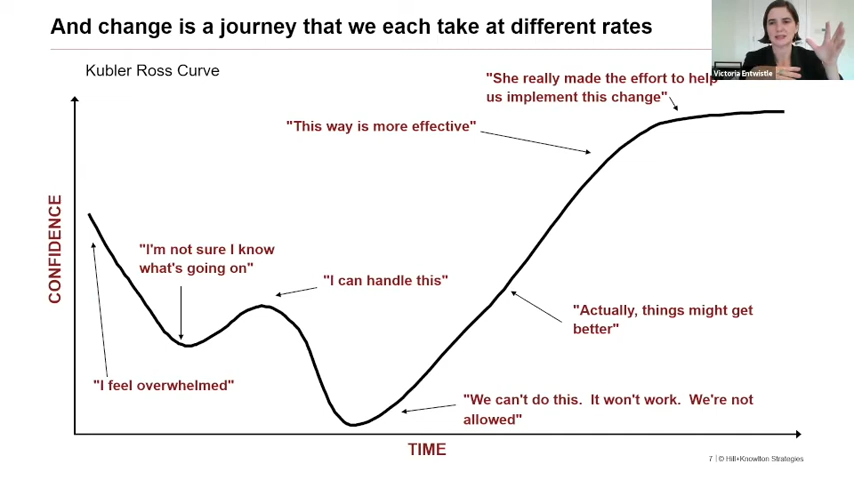 And change is a journey that we each take at different rates
Victoria Entwistle
Kubler Ross Curve
"She really made the effort to help
us implement this change"
"This way is more effective"
CONFIDENCE
"I'm not sure I know
what's going on"
"I can handle this"
"Actually, things might get
better"
"I feel overwhelmed"
"We can't do this. It won't work. We're not
allowed"
TIME
7 | © Hill+Knowlton Strategies